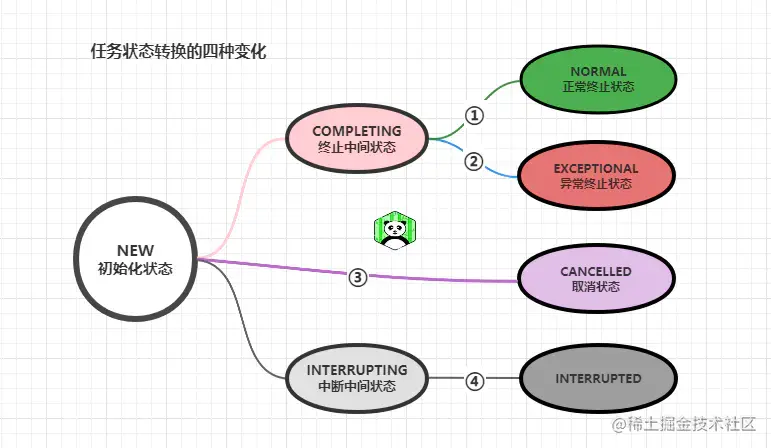 任务状态转换的四种变化
NORMAL
正常终止状态
①
COMPLETING
终止中间状态
②
EXCEPTIONAL
异常终止状态
NEW
初始化状态
③
CANCELLED
取消状态
INTERRUPTING
中断中间状态
④
INTERRUPTED
@稀土掘金技术社区